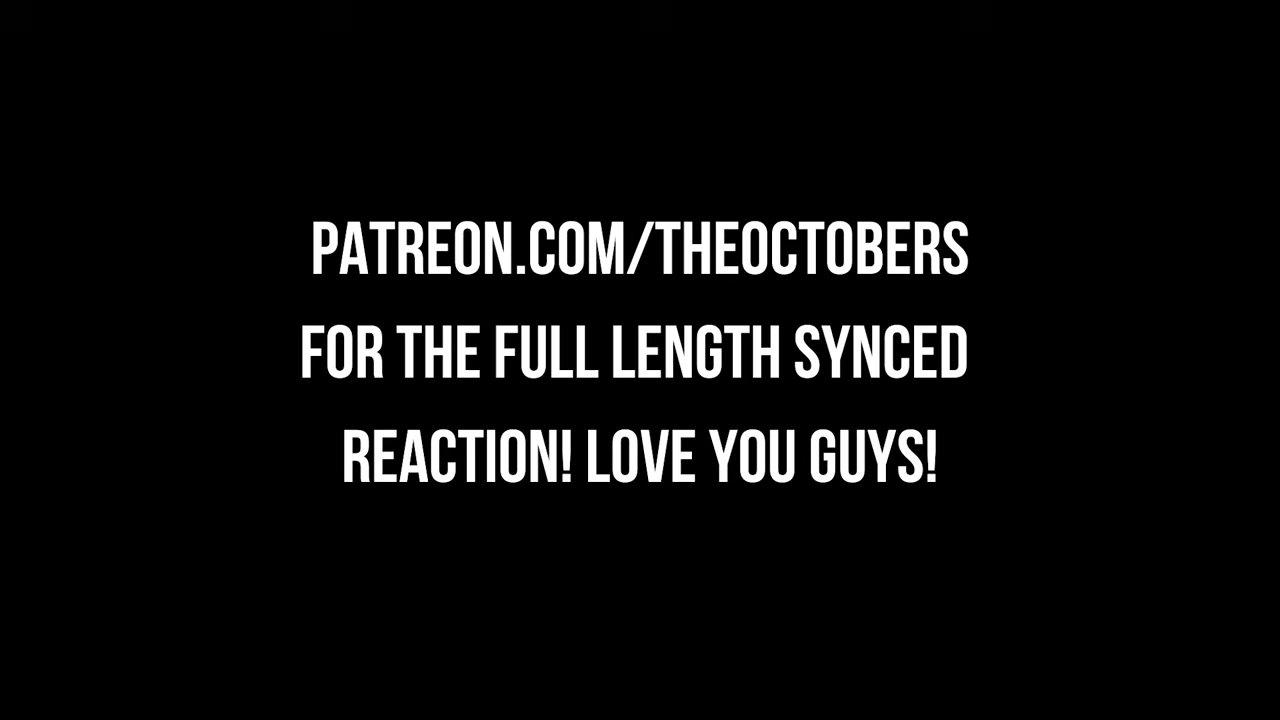 PATREON.COM/THEOCTOBERS
FOR THE FULL LENGTH SYNCED
REACTION! LOVE YOU GUYS!